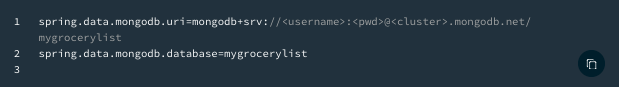 1 spring.data.mongodb.uri=mongodb+srv://<username>:<pwd>@<cluster>.mongodb.net/
mygrocerylist
2 spring.data.mongodb.database=mygrocerylist
3